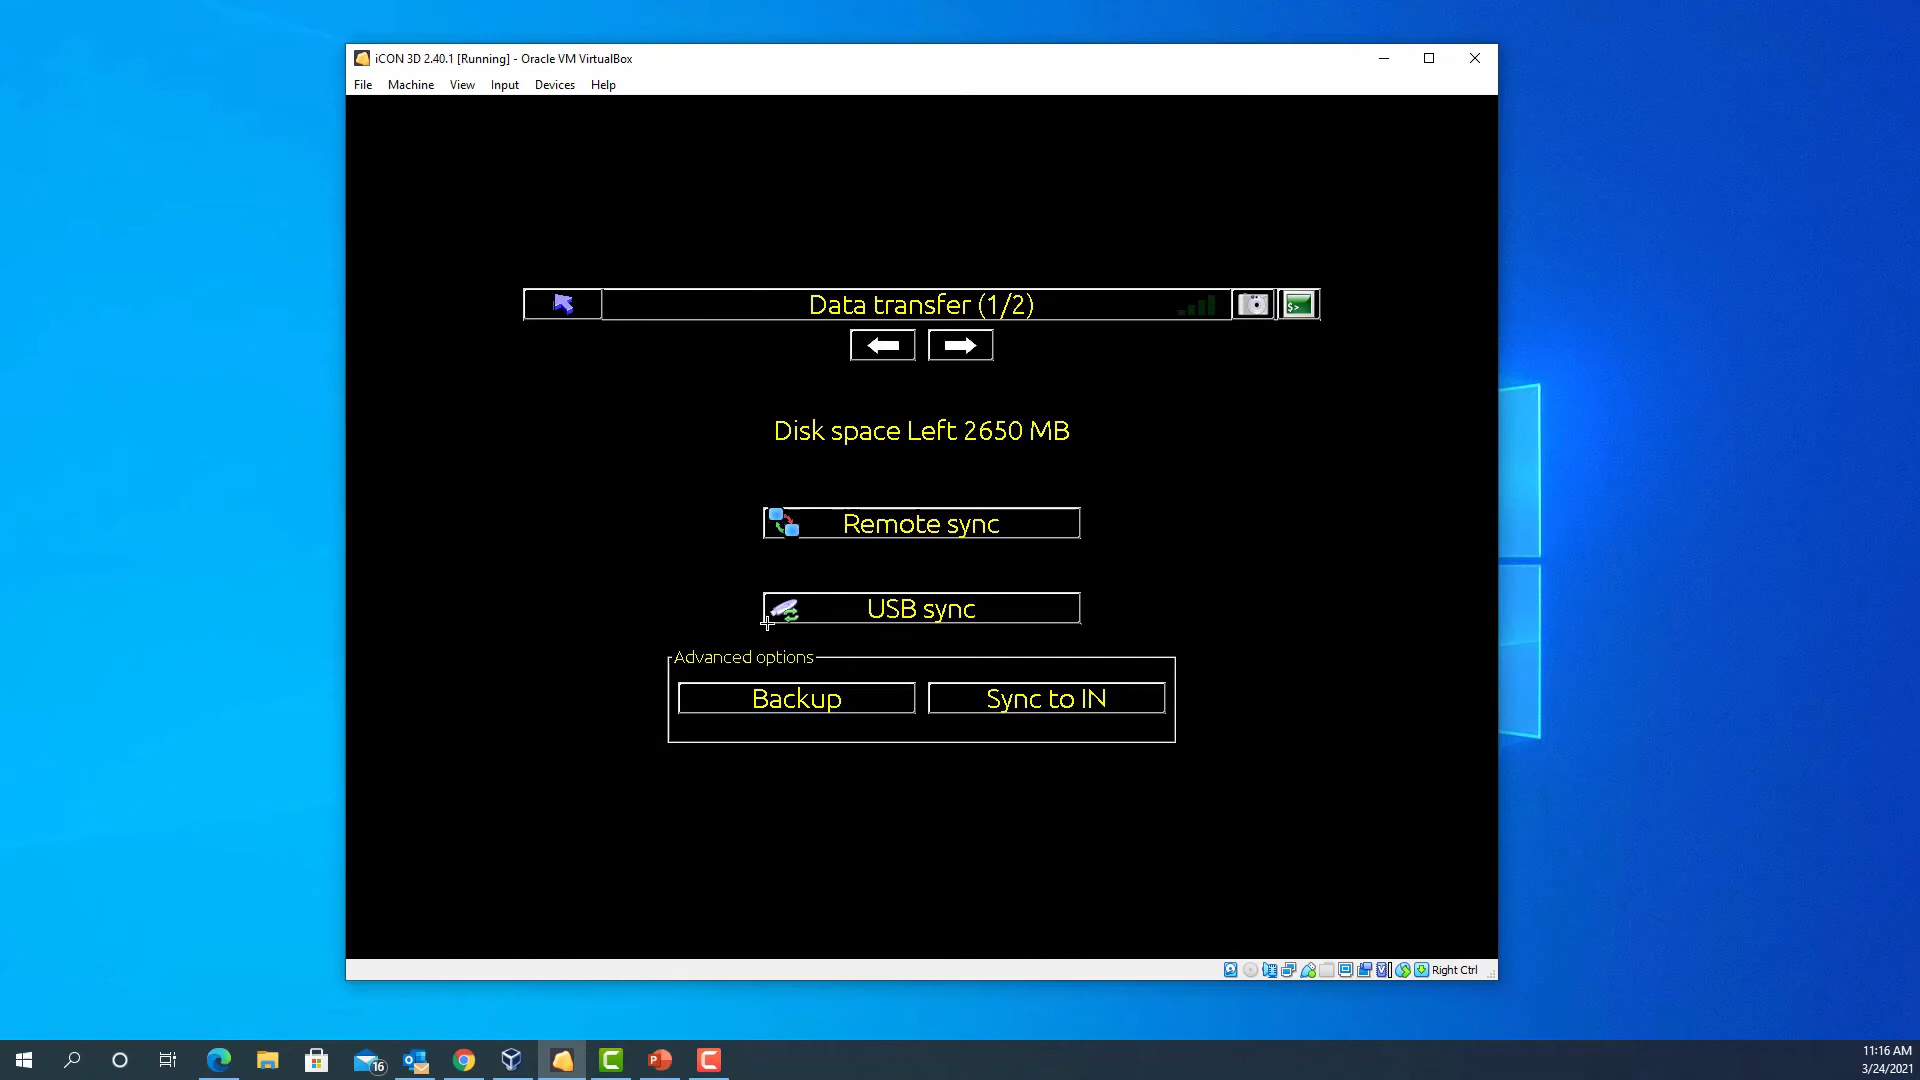 iCON 3D 2.40.1 [Running] - Oracle VM VirtualBox
File Machine View Input Devices Help
Data transfer (1/2)
$>
Disk space Left 2650 MB
Remote sync
USB sync
Advanced options
Backup
Sync to IN
Right Ctrl
16
11:16 AM
3/24/2021